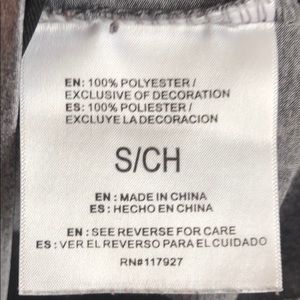 EN: 100% POLYESTER /
EXCLUSIVE OF DECORATION
ES: 100% POLIESTER /
EXCLUYE LA DECORACION
S/CH
EN : MADE IN CHINA
ES : HECHO EN CHINA
EN : SEE REVERSE FOR CARE
ES : VER EL REVERSO PARA EL CUIDADO
RN#117927